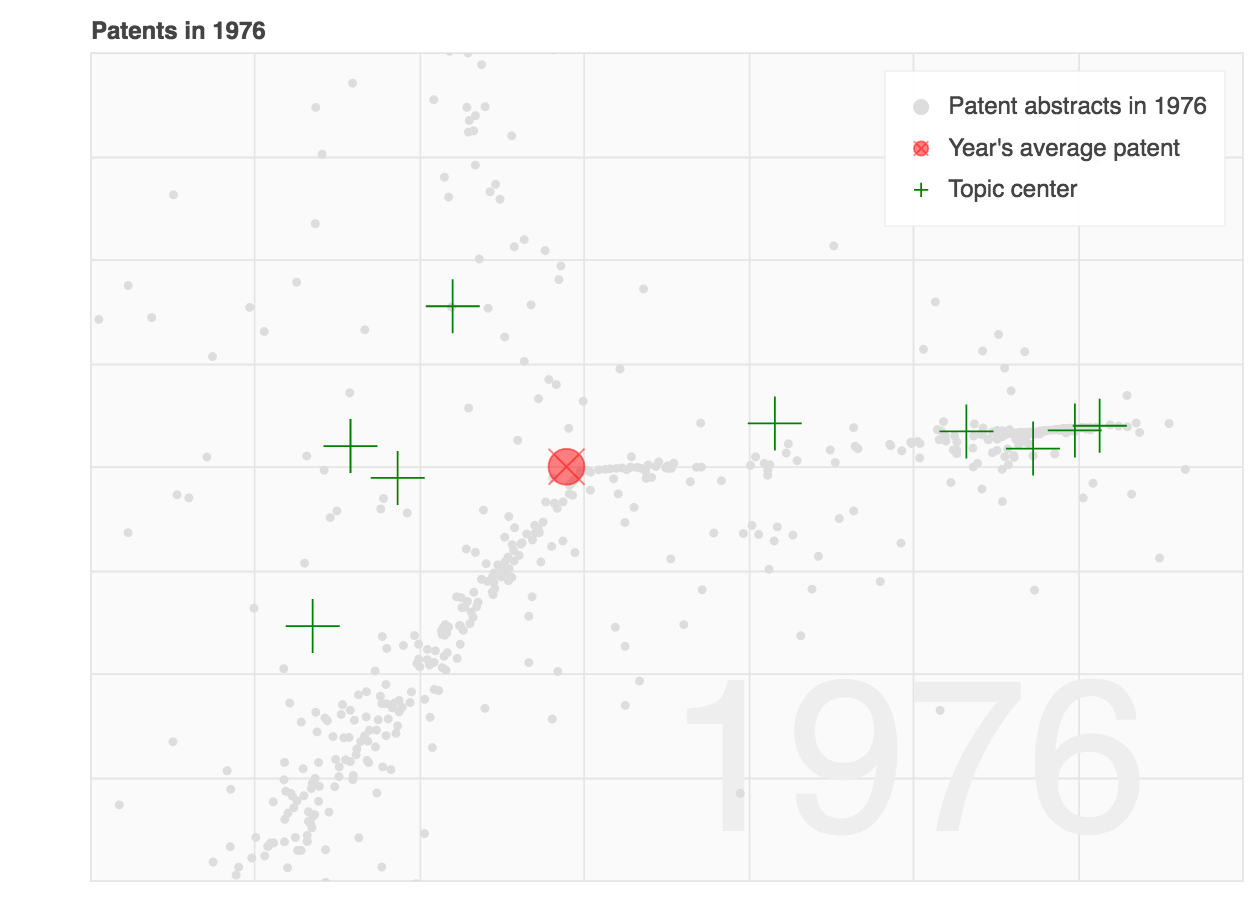 Patents in 1976
Patent abstracts in 1976
Year's average patent
Topic center
1976